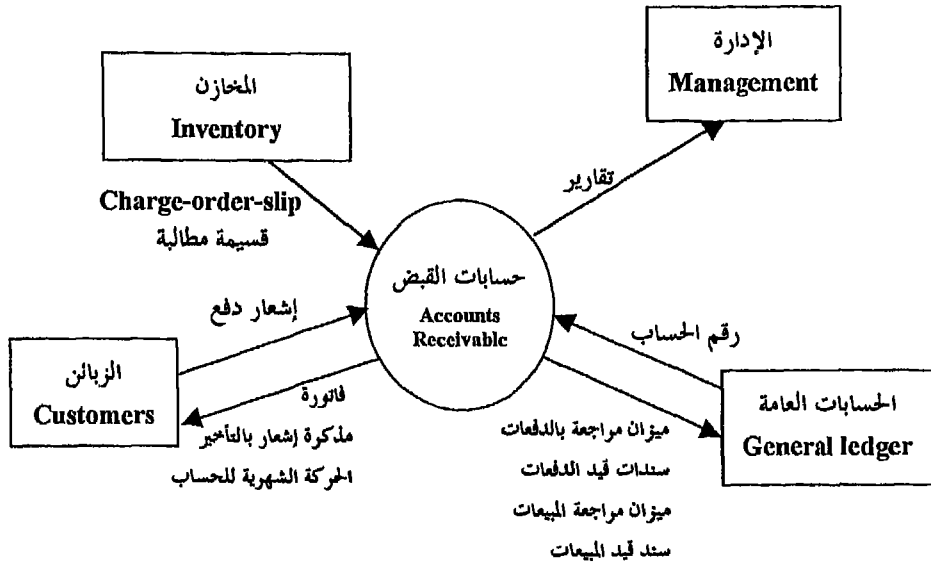 الإدارة
Management
المخازن
Inventory
Charge-order-slip
قسيمة مطالبة
تقارير
حسابات القبض
Accounts
Receivable
إشعار دفع
رقم الحساب
الزبائن
Customers
فاتورة
مذكرة إشعار بالتأخير
الحركة الشهرية للحساب
الحسابات العامة
General ledger
ميزان مراجعة بالدفعات
سندات قيد الدفعات
ميزان مراجعة المبيعات
سند قيد المبيعات